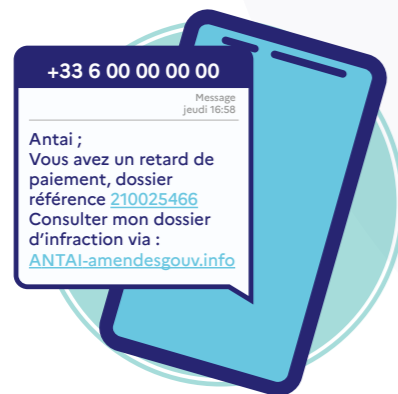 +33 6 00 00 00 00
Message
jeudi 16:58
Antai ;
Vous avez un retard de
paiement, dossier
référence 210025466
Consulter mon dossier
d’infraction via :
ANTAI-amendesgouv.info